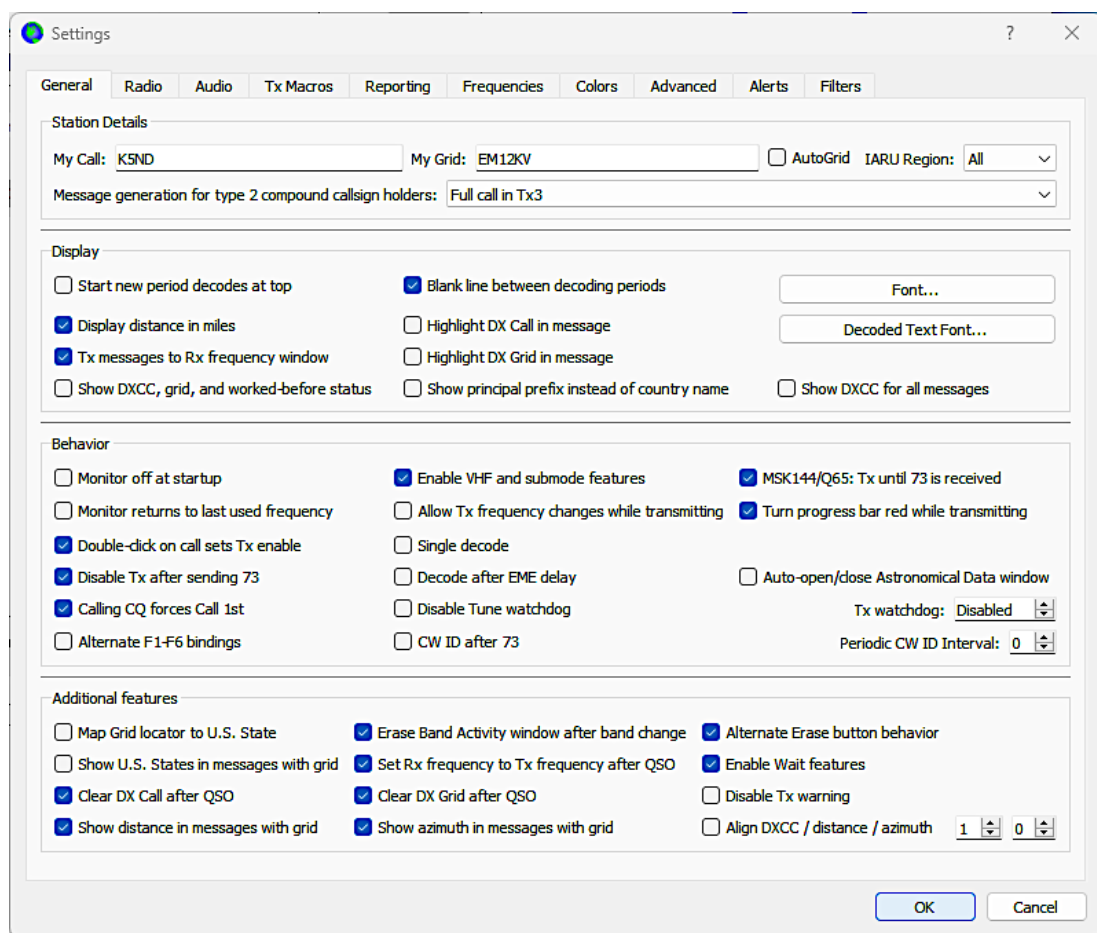 Settings
?
General Radio Audio Tx Macros Reporting Frequencies Colors Advanced Alerts Filters
Station Details
My Call: K5ND My Grid: EM12KV AutoGrid IARU Region: All
Message generation for type 2 compound callsign holders: Full call in Tx3
Display
Start new period decodes at top Blank line between decoding periods Font...
Display distance in miles Highlight DX Call in message Decoded Text Font...
Tx messages to Rx frequency window Highlight DX Grid in message
Show DXCC, grid, and worked-before status Show principal prefix instead of country name Show DXCC for all messages
Behavior
Monitor off at startup Enable VHF and submode features MSK144/Q65: Tx until 73 is received
Monitor returns to last used frequency Allow Tx frequency changes while transmitting Turn progress bar red while transmitting
Double-click on call sets Tx enable Single decode
Disable Tx after sending 73 Decode after EME delay Auto-open/close Astronomical Data window
Calling CQ forces Call 1st Disable Tune watchdog Tx watchdog: Disabled
Alternate F1-F6 bindings CW ID after 73 Periodic CW ID Interval: 0
Additional features
Map Grid locator to U.S. State Erase Band Activity window after band change Alternate Erase button behavior
Show U.S. States in messages with grid Set Rx frequency to Tx frequency after QSO Enable Wait features
Clear DX Call after QSO Clear DX Grid after QSO Disable Tx warning
Show distance in messages with grid Show azimuth in messages with grid Align DXCC / distance / azimuth 1 0
OK Cancel